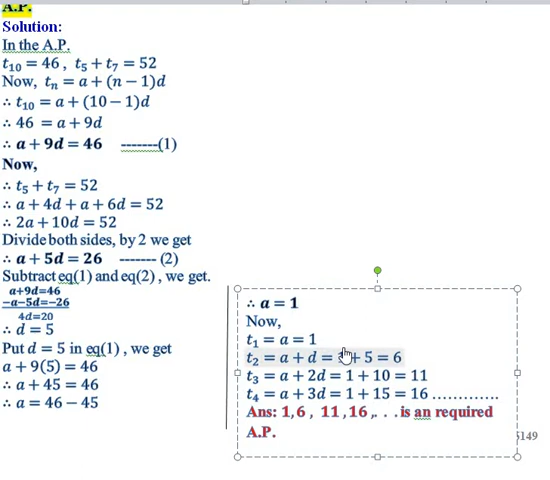 A.P.
Solution:
In the A.P.
t₁₀ = 46 , t₅ + t₇ = 52
Now, tₙ = a + (n − 1)d
∴ t₁₀ = a + (10 − 1)d
∴ 46 = a + 9d
∴ a + 9d = 46 -------(1)
Now,
∴ t₅ + t₇ = 52
∴ a + 4d + a + 6d = 52
∴ 2a + 10d = 52
Divide both sides, by 2 we get
∴ a + 5d = 26 ------- (2)
Subtract eq(1) and eq(2) , we get.
a+9d=46
−a−5d=−26
4d=20
∴ d = 5
Put d = 5 in eq(1) , we get
a + 9(5) = 46
∴ a + 45 = 46
∴ a = 46 − 45
∴ a = 1
Now,
t₁ = a = 1
t₂ = a + d = 1 + 5 = 6
t₃ = a + 2d = 1 + 10 = 11
t₄ = a + 3d = 1 + 15 = 16 .............
Ans: 1,6 , 11,16,. . . is an required
A.P.
149